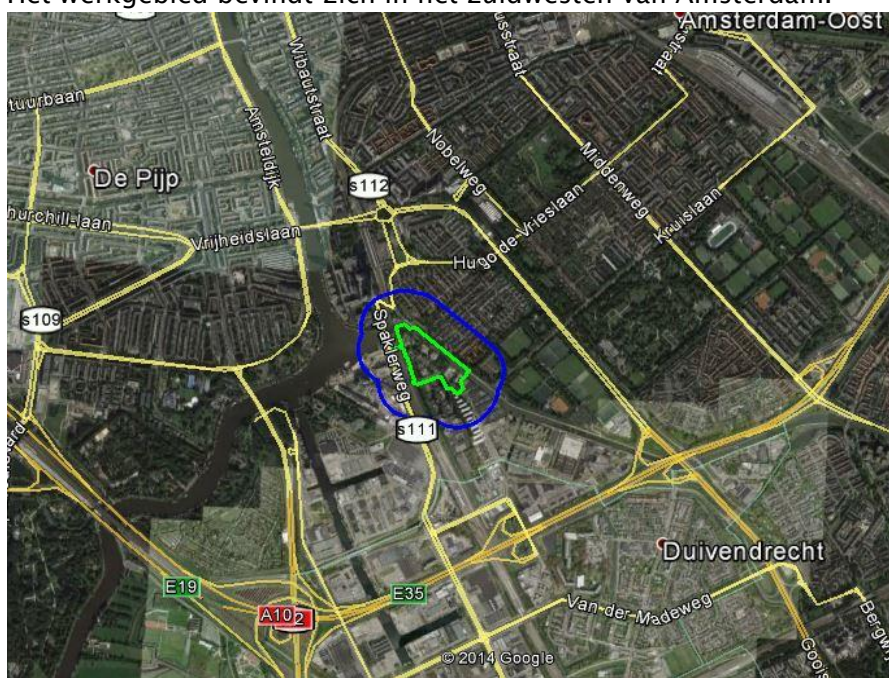 Het werkgebied bevindt zich in het zuidwesten van Amsterdam.
Amsterdam-Oost
Wibautstraat
Amsteldijk
De Pijp
s112
Nobelweg
Middenweg
Kruislaan
Hugo de Vrieslaan
Vrijheidslaan
s109
Spaklerweg
s111
Duivendrecht
E19
E35
A10
2
Van der Madeweg
© 2014 Google